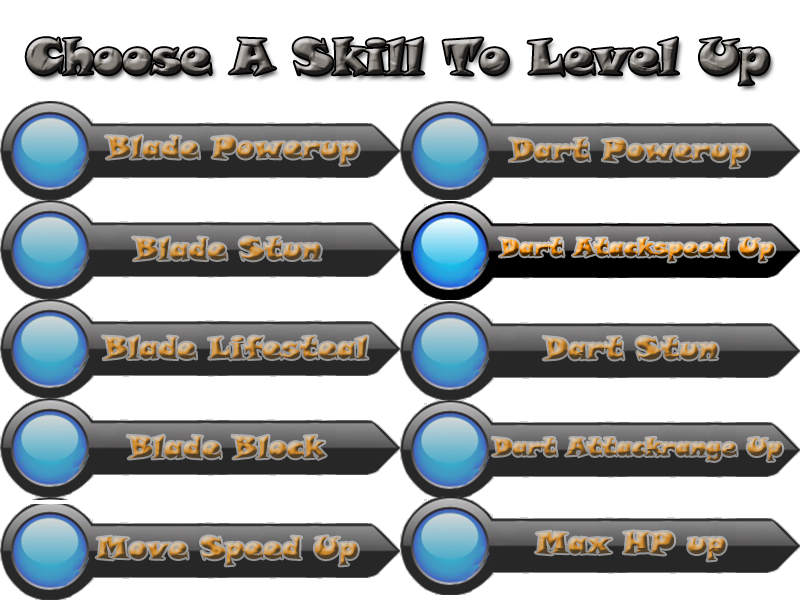 Choose A Skill To Level Up
Blade Powerup
Dart Powerup
Blade Stun
Dart Atackspeed Up
Blade Lifesteal
Dart Stun
Blade Block
Dart Attackrange Up
Move Speed Up
Max HP up